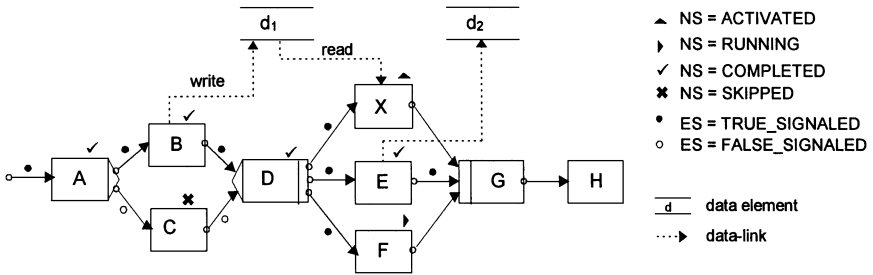 d1
d2
read
write
X
B
A
D
E
G
H
C
F
NS = ACTIVATED
NS = RUNNING
NS = COMPLETED
NS = SKIPPED
ES = TRUE_SIGNALED
ES = FALSE_SIGNALED
d data element
data-link